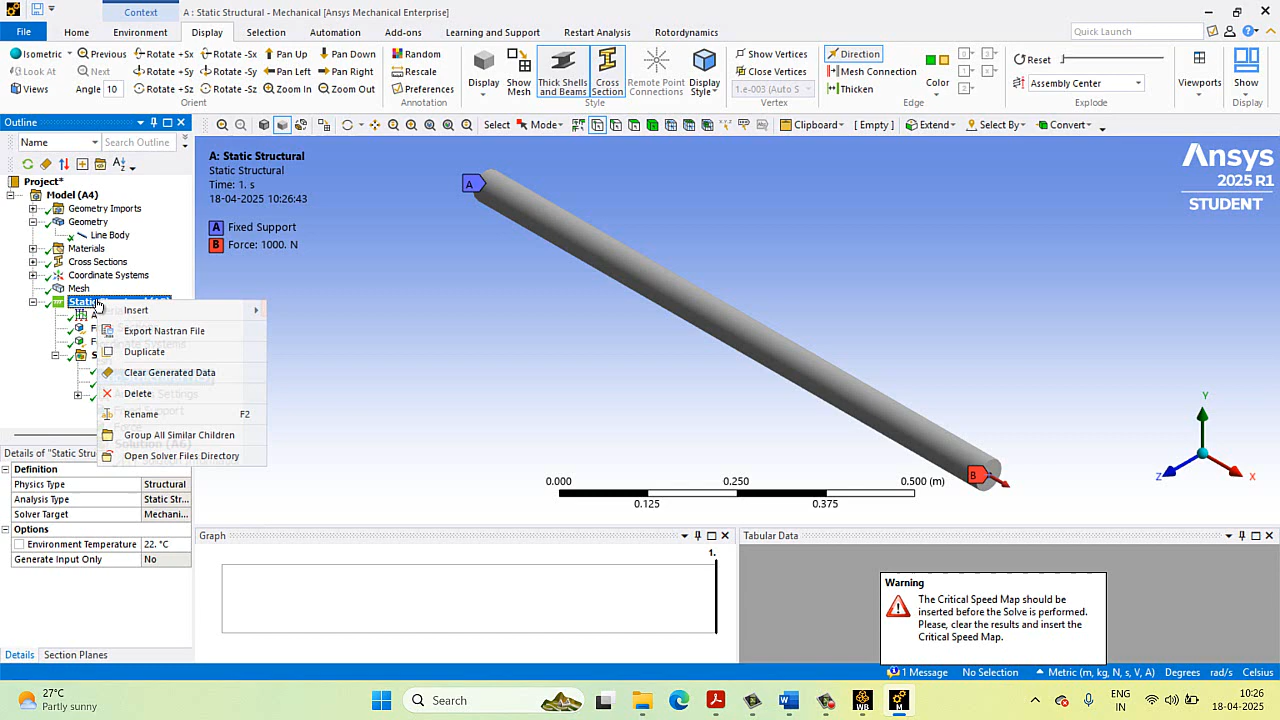 Context
A : Static Structural - Mechanical [Ansys Mechanical Enterprise]
File
Home
Environment
Display
Selection
Automation
Add-ons
Learning and Support
Restart Analysis
Rotordynamics
Quick Launch
Isometric
Previous
Rotate +Sx
Rotate -Sx
Pan Up
Pan Down
Random
Look At
Next
Rotate +Sy
Rotate -Sy
Pan Left
Pan Right
Rescale
Views
Angle 10
Rotate +Sz
Rotate -Sz
Zoom In
Zoom Out
Preferences
Orient
Annotation
Display
Show
Mesh
Thick Shells
and Beams
Cross
Section
Remote Point
Connections
Display
Style
Style
Show Vertices
Close Vertices
1.e-003 (Auto S
Vertex
Direction
Mesh Connection
Thicken
Color
Edge
Reset
Assembly Center
Explode
Viewports
Show
Display
Outline
Name
Search Outline
Select
Mode
Clipboard
[ Empty ]
Extend
Select By
Convert
Project*
Model (A4)
Geometry Imports
Geometry
Line Body
Materials
Cross Sections
Coordinate Systems
Mesh
Insert
Export Nastran File
Duplicate
Clear Generated Data
Delete
Rename F2
Group All Similar Children
Open Solver Files Directory
A: Static Structural
Static Structural
Time: 1. s
18-04-2025 10:26:43
A Fixed Support
B Force: 1000. N
A
B
Ansys
2025 R1
STUDENT
0.000
0.250
0.500 (m)
0.125
0.375
Y
Z
X
Details of "Static Structural
Definition
Physics Type Structural
Analysis Type Static Str...
Solver Target Mechani...
Options
Environment Temperature 22. °C
Generate Input Only No
Details
Section Planes
Graph
1.
Tabular Data
Warning
The Critical Speed Map should be
inserted before the Solve is performed.
Please, clear the results and insert the
Critical Speed Map.
1 Message
No Selection
Metric (m, kg, N, s, V, A)
Degrees
rad/s
Celsius
27°C
Partly sunny
Search
WB
M
ENG
IN
10:26
18-04-2025